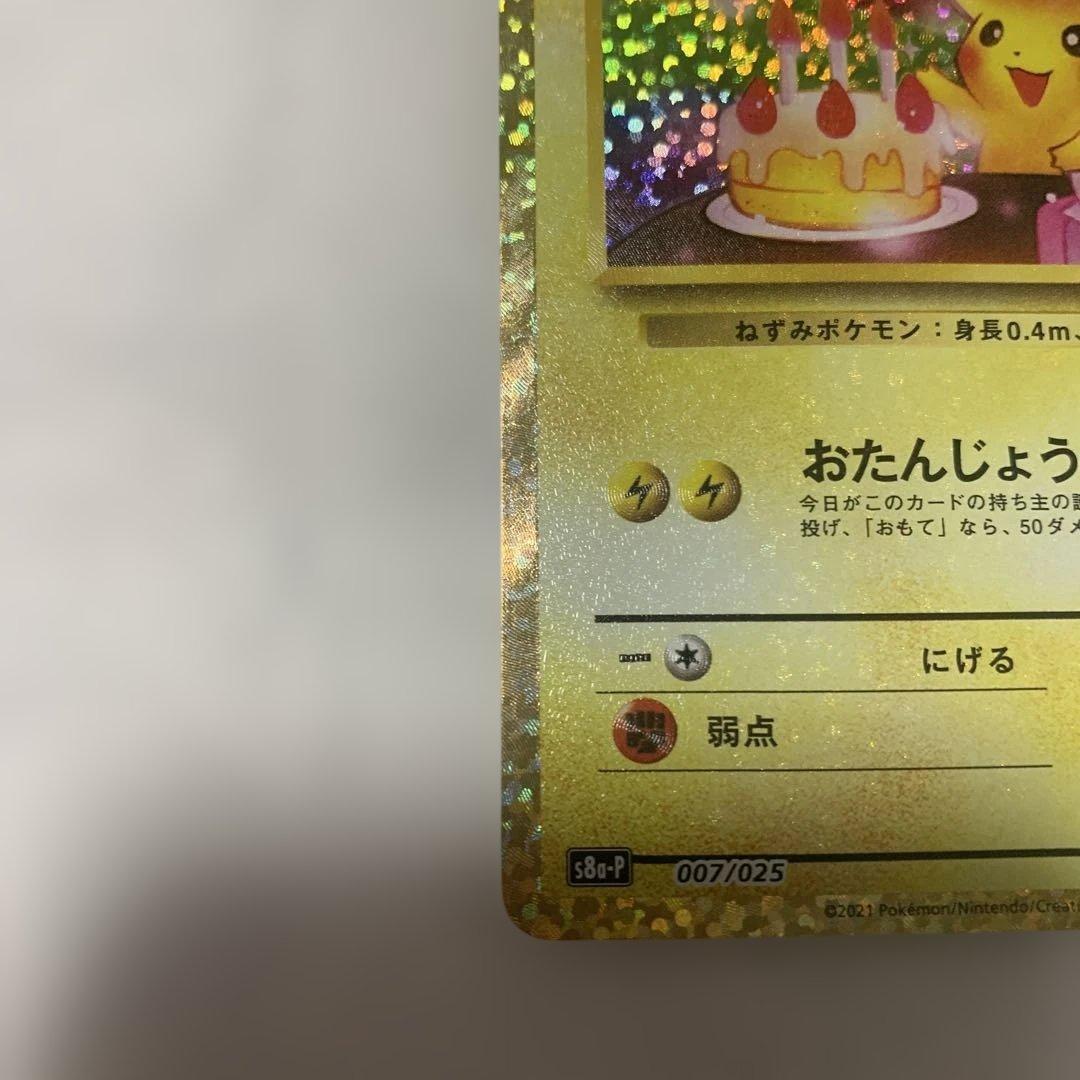 ねずみポケモン：身長0.4m、
おたんじょう
今日がこのカードの持ち主の
投げ、「おもて」なら、50ダメ
にげる
弱点
s8a-P 007/025
©2021 Pokémon/Nintendo/Creat